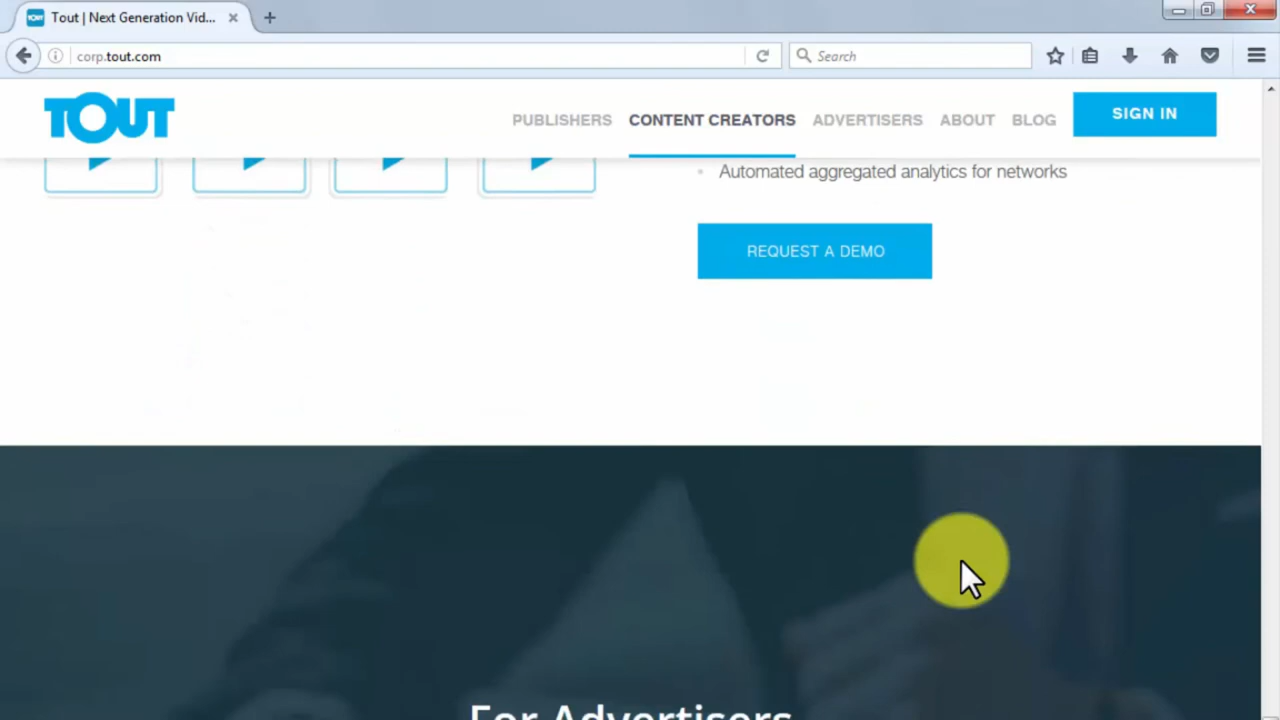 Tout | Next Generation Vid...
corp.tout.com
Search
TOUT
PUBLISHERS
CONTENT CREATORS
ADVERTISERS
ABOUT
BLOG
SIGN IN
Automated aggregated analytics for networks
REQUEST A DEMO
For Advertisers